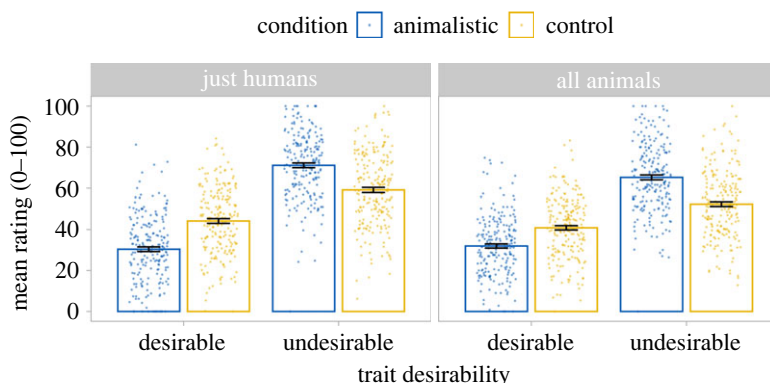 condition animalistic control
just humans all animals
mean rating (0–100)
100
80
60
40
20
0
desirable undesirable desirable undesirable
trait desirability